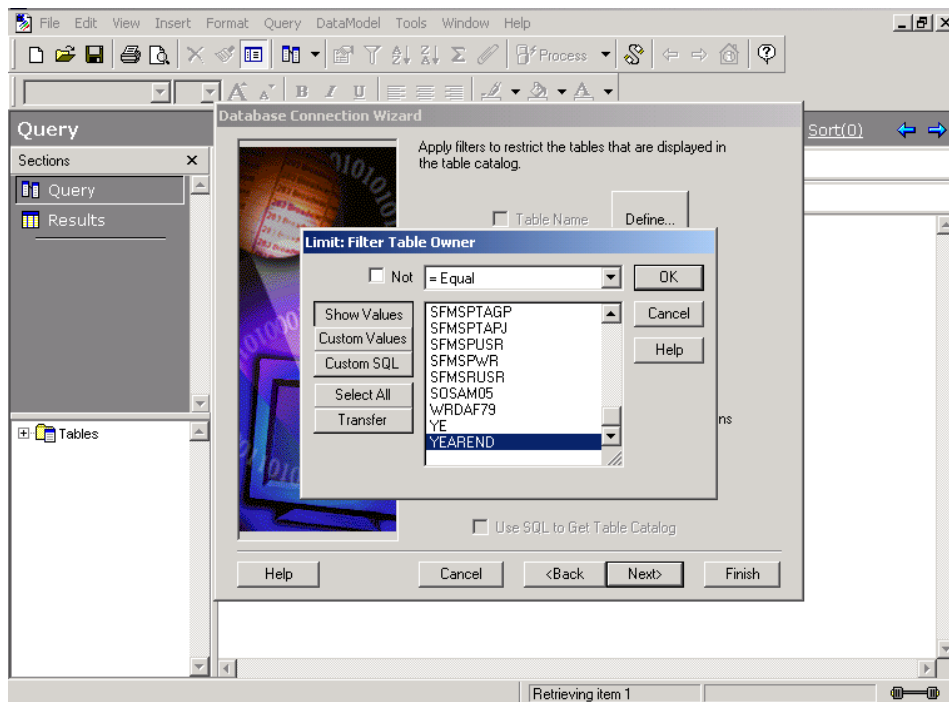 File Edit View Insert Format Query DataModel Tools Window Help
Process
B I U A
Query
Sort(0)
Sections x
Query
Results
Tables
Database Connection Wizard
Apply filters to restrict the tables that are displayed in
the table catalog.
Table Name Define...
Limit: Filter Table Owner
Not = Equal OK
Show Values
Custom Values
Custom SQL
Select All
Transfer
SFMSPTAGP
SFMSPTAPJ
SFMSPUSR
SFMSPWR
SFMSRUSR
SOSAM05
WRDAF79
YE
YEAREND
Cancel
Help
ns
Use SQL to Get Table Catalog
Help Cancel <Back Next> Finish
Retrieving item 1